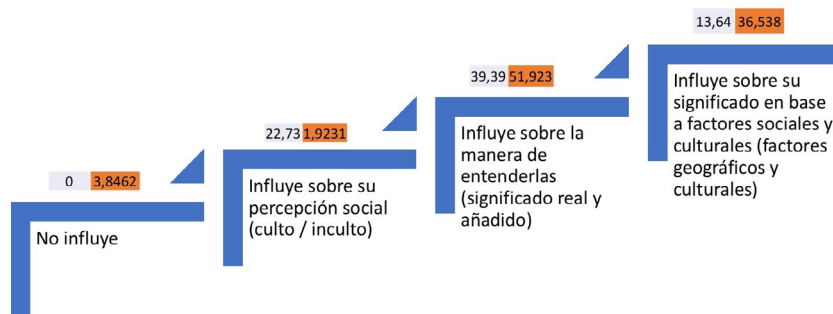 0 3,8462
No influye
22,73 1,9231
Influye sobre su
percepción social
(culto / inculto)
39,39 51,923
Influye sobre la
manera de
entenderlas
(significado real y
añadido)
13,64 36,538
Influye sobre su
significado en base
a factores sociales y
culturales (factores
geográficos y
culturales)